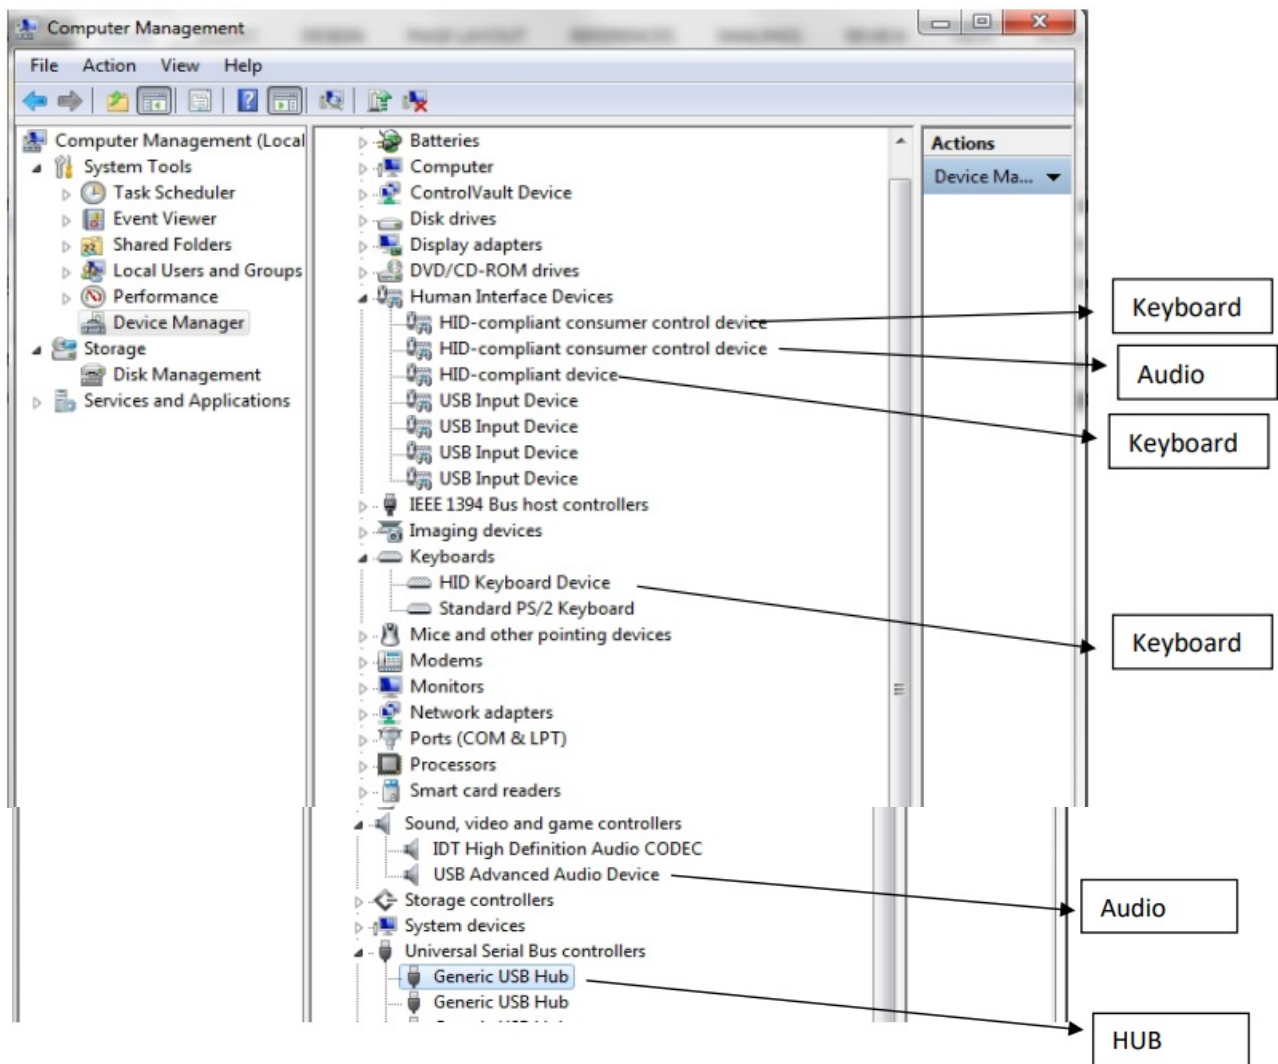 Computer Management
File Action View Help
Computer Management (Local
System Tools
Task Scheduler
Event Viewer
Shared Folders
Local Users and Groups
Performance
Device Manager
Storage
Disk Management
Services and Applications
Batteries
Computer
ControlVault Device
Disk drives
Display adapters
DVD/CD-ROM drives
Human Interface Devices
HID-compliant consumer control device
HID-compliant consumer control device
HID-compliant device
USB Input Device
USB Input Device
USB Input Device
USB Input Device
IEEE 1394 Bus host controllers
Imaging devices
Keyboards
HID Keyboard Device
Standard PS/2 Keyboard
Mice and other pointing devices
Modems
Monitors
Network adapters
Ports (COM & LPT)
Processors
Smart card readers
Sound, video and game controllers
IDT High Definition Audio CODEC
USB Advanced Audio Device
Storage controllers
System devices
Universal Serial Bus controllers
Generic USB Hub
Generic USB Hub
Actions
Device Ma...
Keyboard
Audio
Keyboard
Keyboard
Audio
HUB